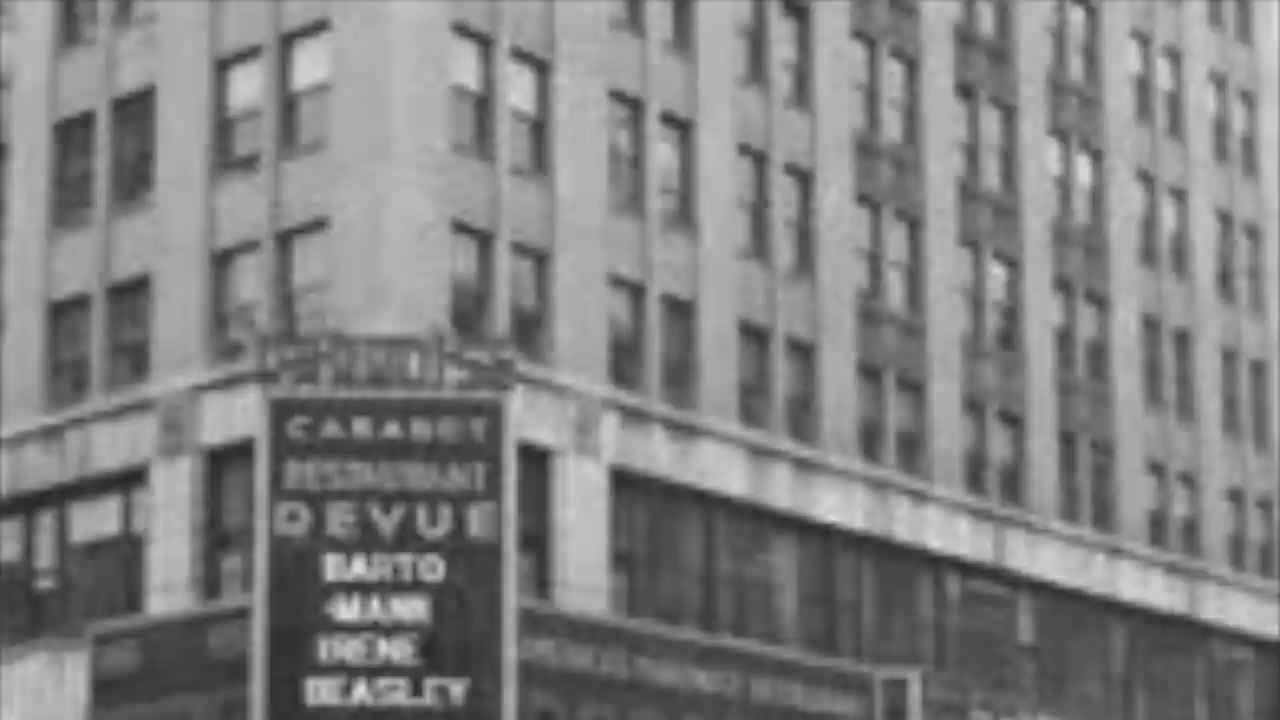 CABARET
RESTAURANT
REVUE
BARTO
-MANN
IRENE
BEASLEY